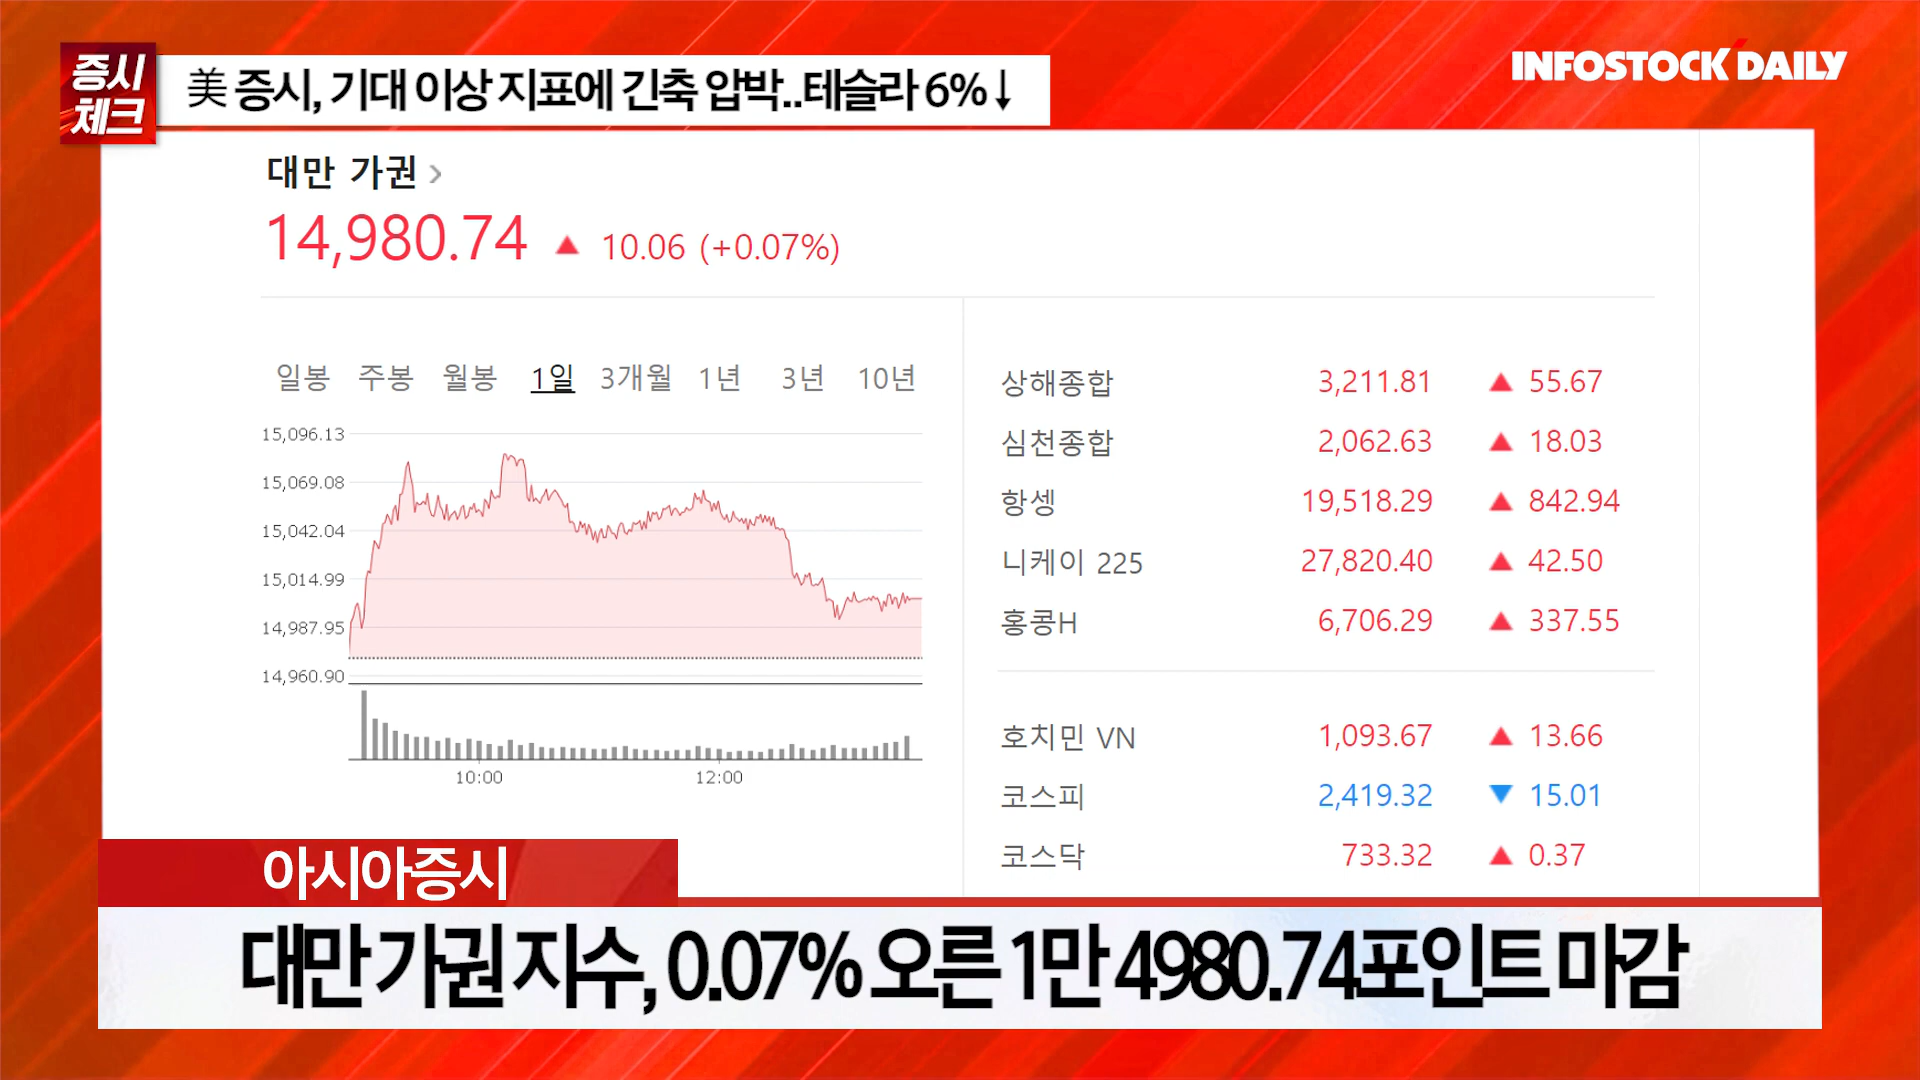 증시
체크
美 증시, 기대 이상 지표에 긴축 압박..테슬라 6%↓
INFOSTOCK DAILY
대만 가권 >
14,980.74 ▲ 10.06 (+0.07%)
일봉 주봉 월봉 1일 3개월 1년 3년 10년
15,096.13
15,069.08
15,042.04
15,014.99
14,987.95
14,960.90
10:00 12:00
상해종합 3,211.81 ▲ 55.67
심천종합 2,062.63 ▲ 18.03
항셍 19,518.29 ▲ 842.94
니케이 225 27,820.40 ▲ 42.50
홍콩H 6,706.29 ▲ 337.55
호치민 VN 1,093.67 ▲ 13.66
코스피 2,419.32 ▼ 15.01
코스닥 733.32 ▲ 0.37
아시아증시
대만 가권 지수, 0.07% 오른 1만 4980.74포인트 마감